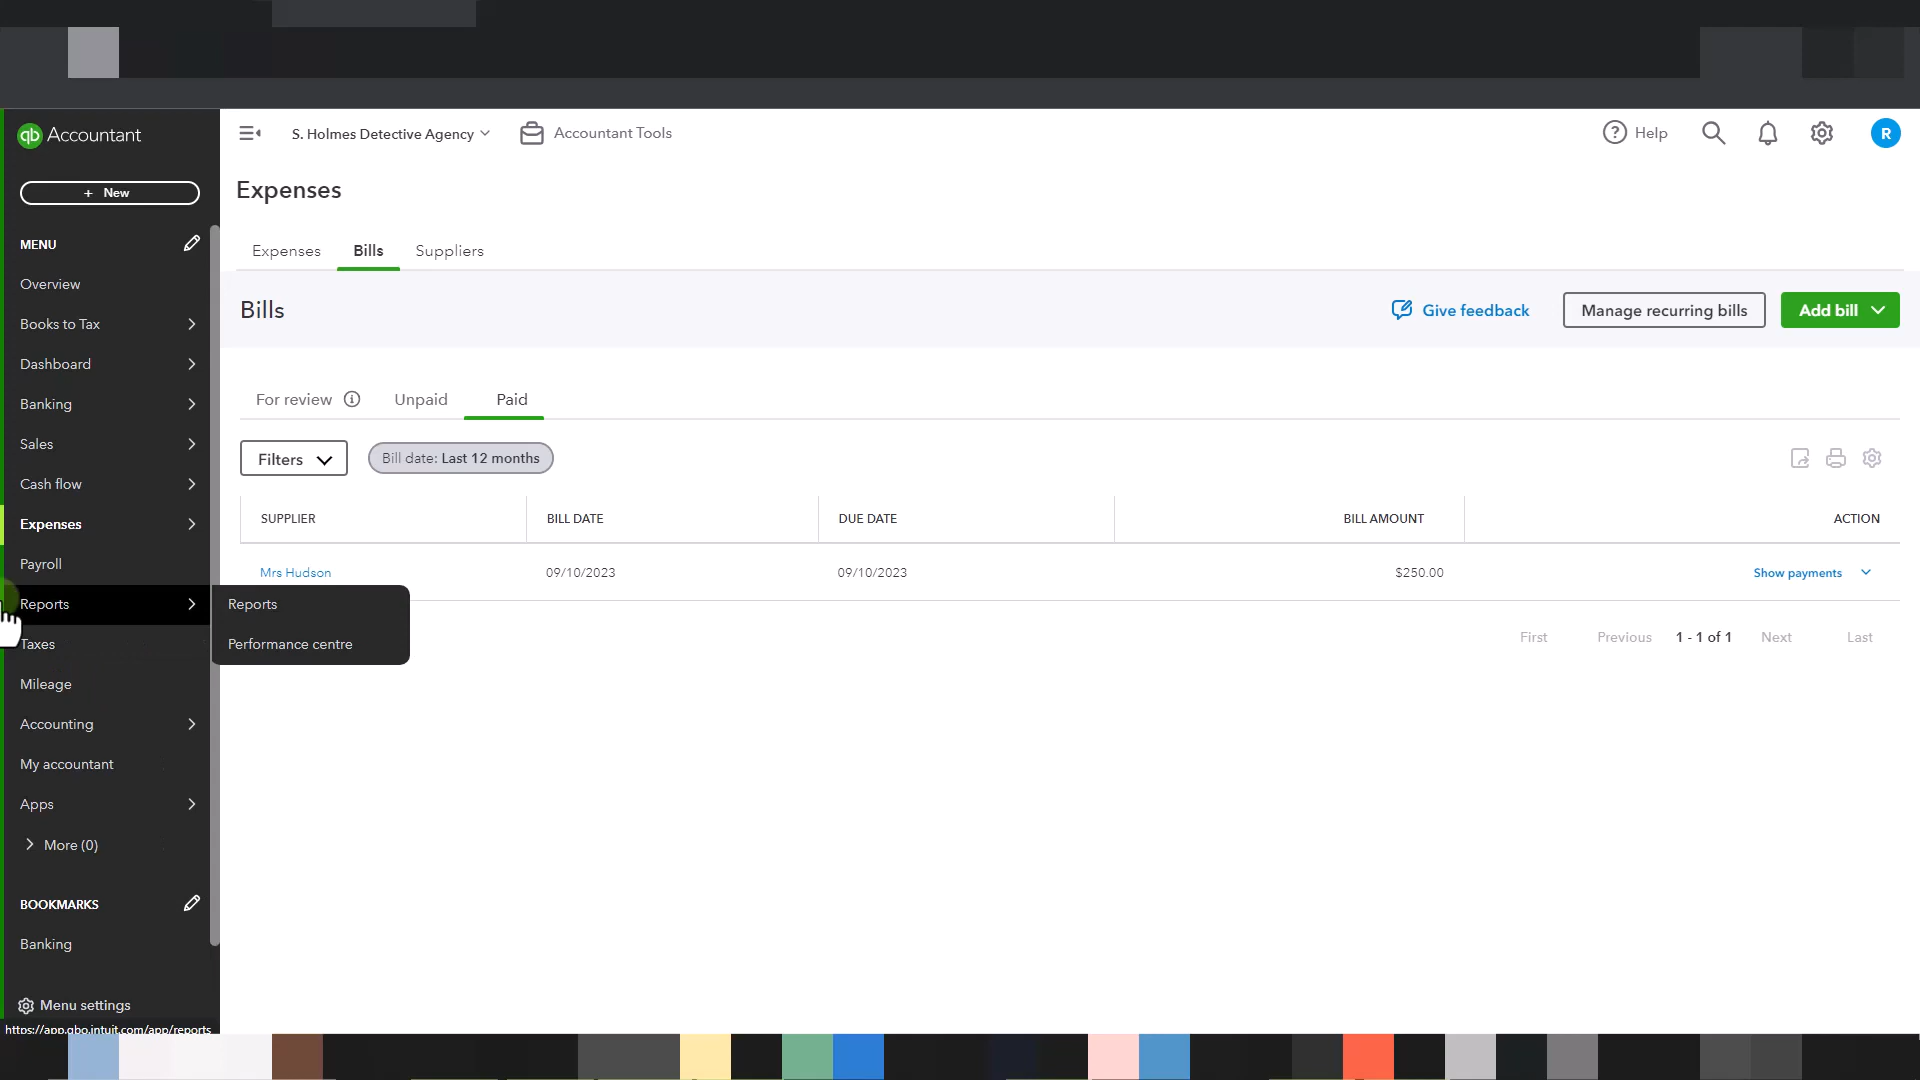 qb Accountant
S. Holmes Detective Agency
Accountant Tools
Help
R
+ New
Expenses
MENU
Expenses
Bills
Suppliers
Overview
Bills
Give feedback
Manage recurring bills
Add bill
Books to Tax
Dashboard
Banking
For review
Unpaid
Paid
Sales
Filters
Bill date: Last 12 months
Cash flow
Expenses
SUPPLIER
BILL DATE
DUE DATE
BILL AMOUNT
ACTION
Payroll
Mrs Hudson
09/10/2023
09/10/2023
$250.00
Show payments
Reports
Reports
Taxes
Performance centre
First
Previous
1 - 1 of 1
Next
Last
Mileage
Accounting
My accountant
Apps
More (0)
BOOKMARKS
Banking
Menu settings
https://app.qbo.intuit.com/app/reports